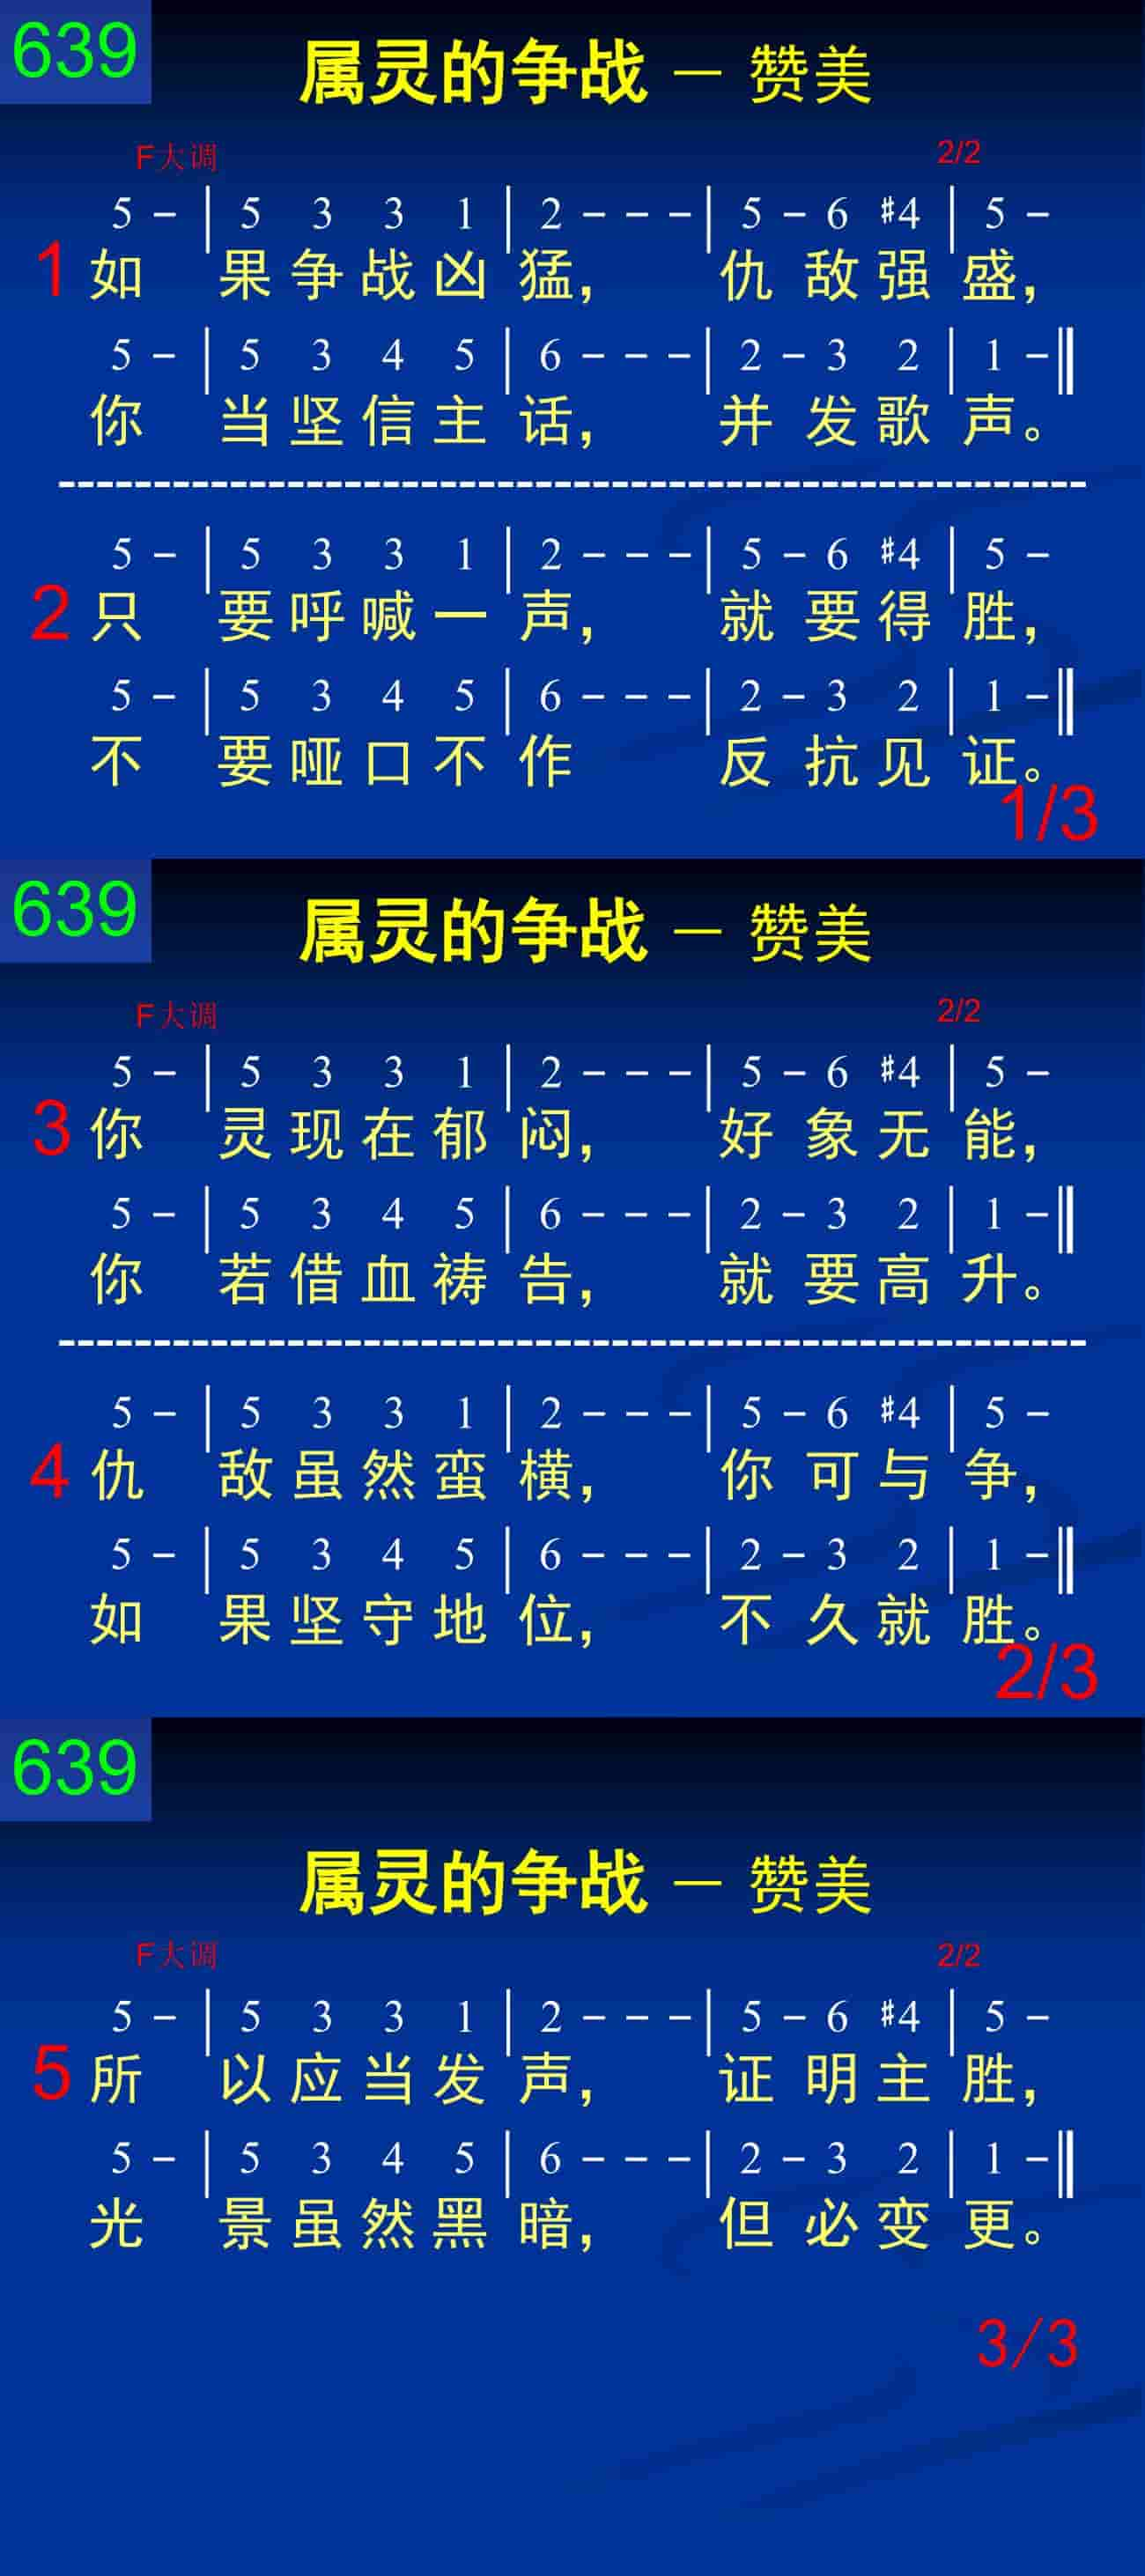 639
属灵的争战 － 赞美
F大调 2/2
5 － | 5 3 3 1 | 2 － － － | 5 － 6 #4 | 5 －
1 如 果争战凶猛， 仇敌强盛，
5 － | 5 3 4 5 | 6 － － － | 2 － 3 2 | 1 －‖
你 当坚信主话， 并发歌声。
5 － | 5 3 3 1 | 2 － － － | 5 － 6 #4 | 5 －
2 只 要呼喊一声， 就要得胜，
5 － | 5 3 4 5 | 6 － － － | 2 － 3 2 | 1 －‖
不 要哑口不作 反抗见证。
1/3
639
属灵的争战 － 赞美
F大调 2/2
5 － | 5 3 3 1 | 2 － － － | 5 － 6 #4 | 5 －
3 你 灵现在郁闷， 好象无能，
5 － | 5 3 4 5 | 6 － － － | 2 － 3 2 | 1 －‖
你 若借血祷告， 就要高升。
5 － | 5 3 3 1 | 2 － － － | 5 － 6 #4 | 5 －
4 仇 敌虽然蛮横， 你可与争，
5 － | 5 3 4 5 | 6 － － － | 2 － 3 2 | 1 －‖
如 果坚守地位， 不久就胜。
2/3
639
属灵的争战 － 赞美
F大调 2/2
5 － | 5 3 3 1 | 2 － － － | 5 － 6 #4 | 5 －
5 所 以应当发声， 证明主胜，
5 － | 5 3 4 5 | 6 － － － | 2 － 3 2 | 1 －‖
光 景虽然黑暗， 但必变更。
3/3